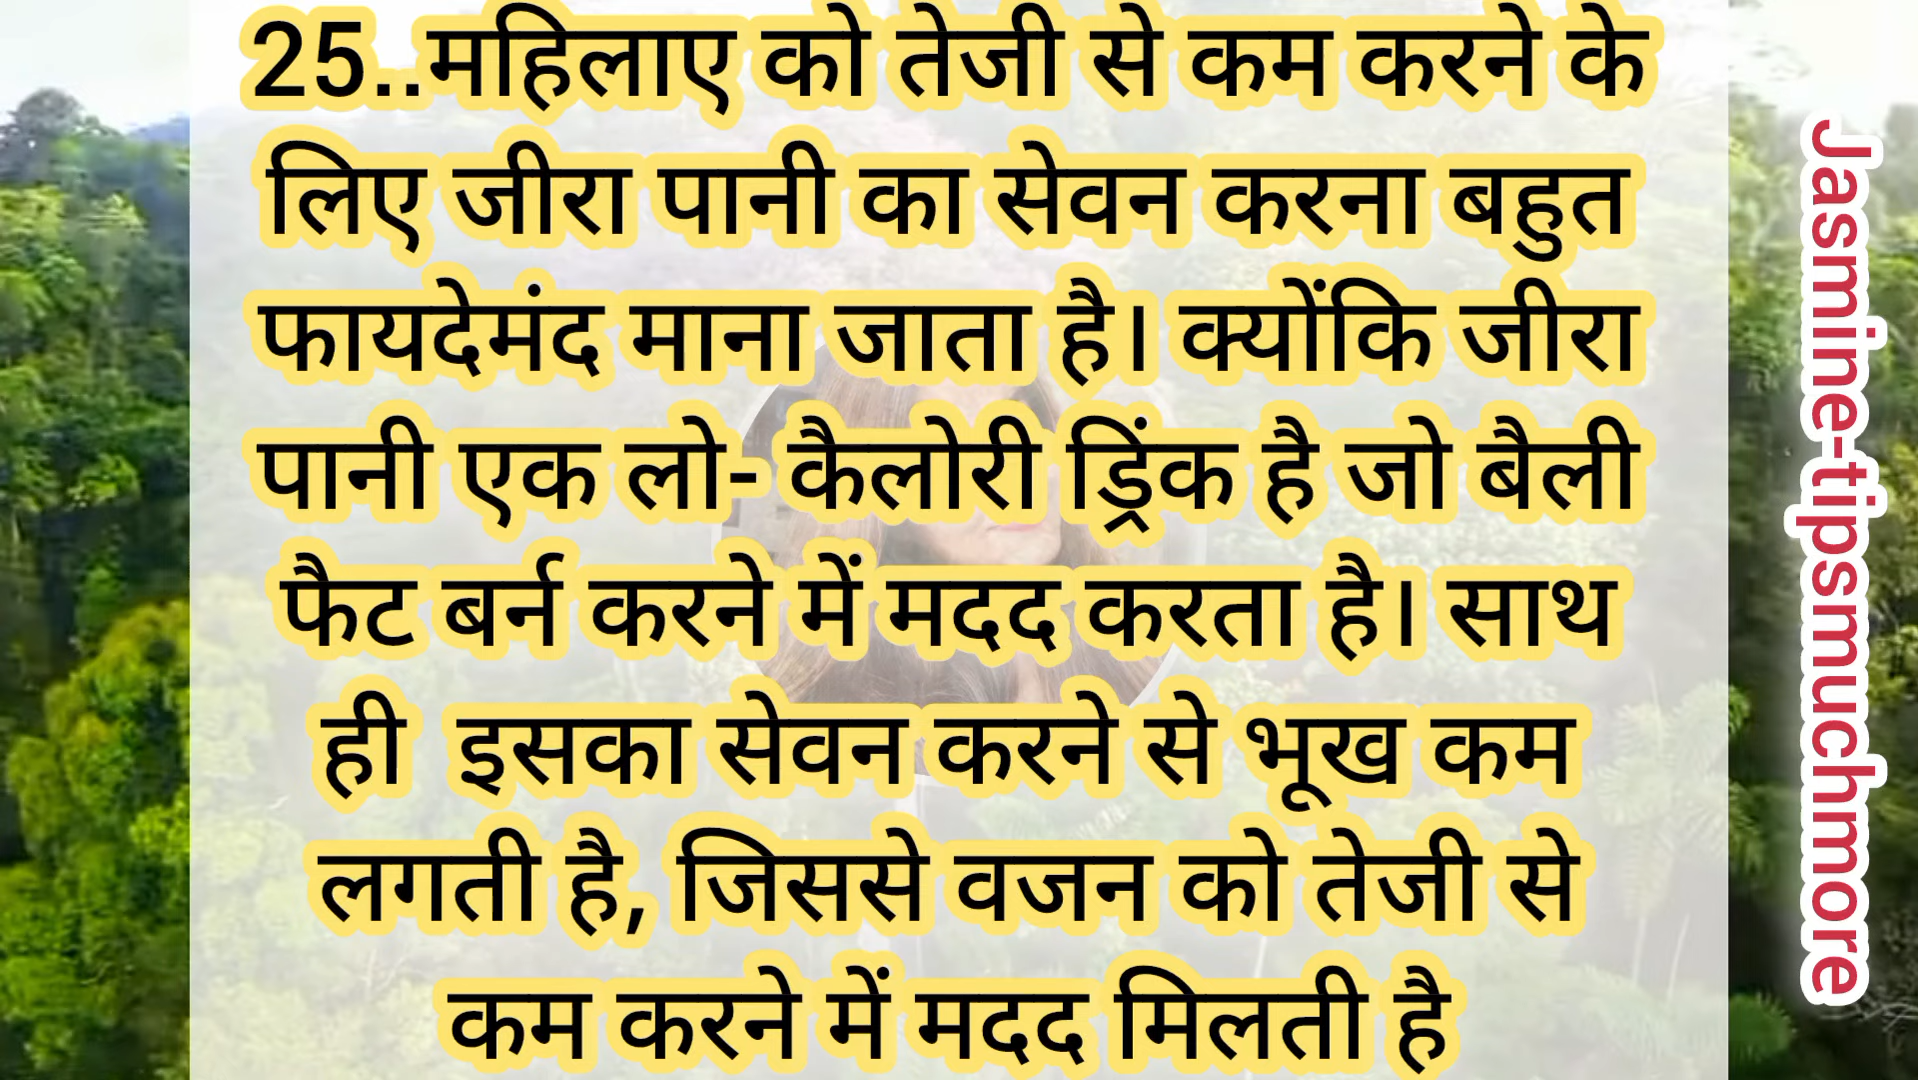 25..महिलाए को तेजी से कम करने के
लिए जीरा पानी का सेवन करना बहुत
फायदेमंद माना जाता है। क्योंकि जीरा
पानी एक लो- कैलोरी ड्रिंक है जो बैली
फैट बर्न करने में मदद करता है। साथ
ही  इसका सेवन करने से भूख कम
लगती है, जिससे वजन को तेजी से
कम करने में मदद मिलती है
Jasmine-tipsmuchmore